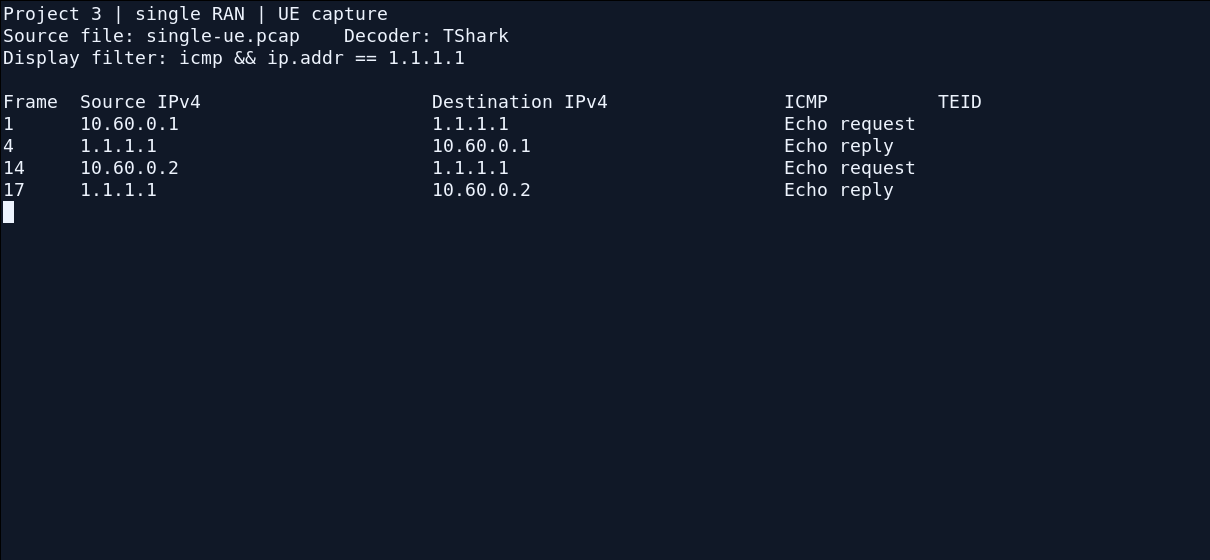 Project 3 | single RAN | UE capture
Source file: single-ue.pcap    Decoder: TShark
Display filter: icmp && ip.addr == 1.1.1.1
Frame  Source IPv4                     Destination IPv4                ICMP          TEID
1      10.60.0.1                       1.1.1.1                         Echo request
4      1.1.1.1                         10.60.0.1                       Echo reply
14     10.60.0.2                       1.1.1.1                         Echo request
17     1.1.1.1                         10.60.0.2                       Echo reply